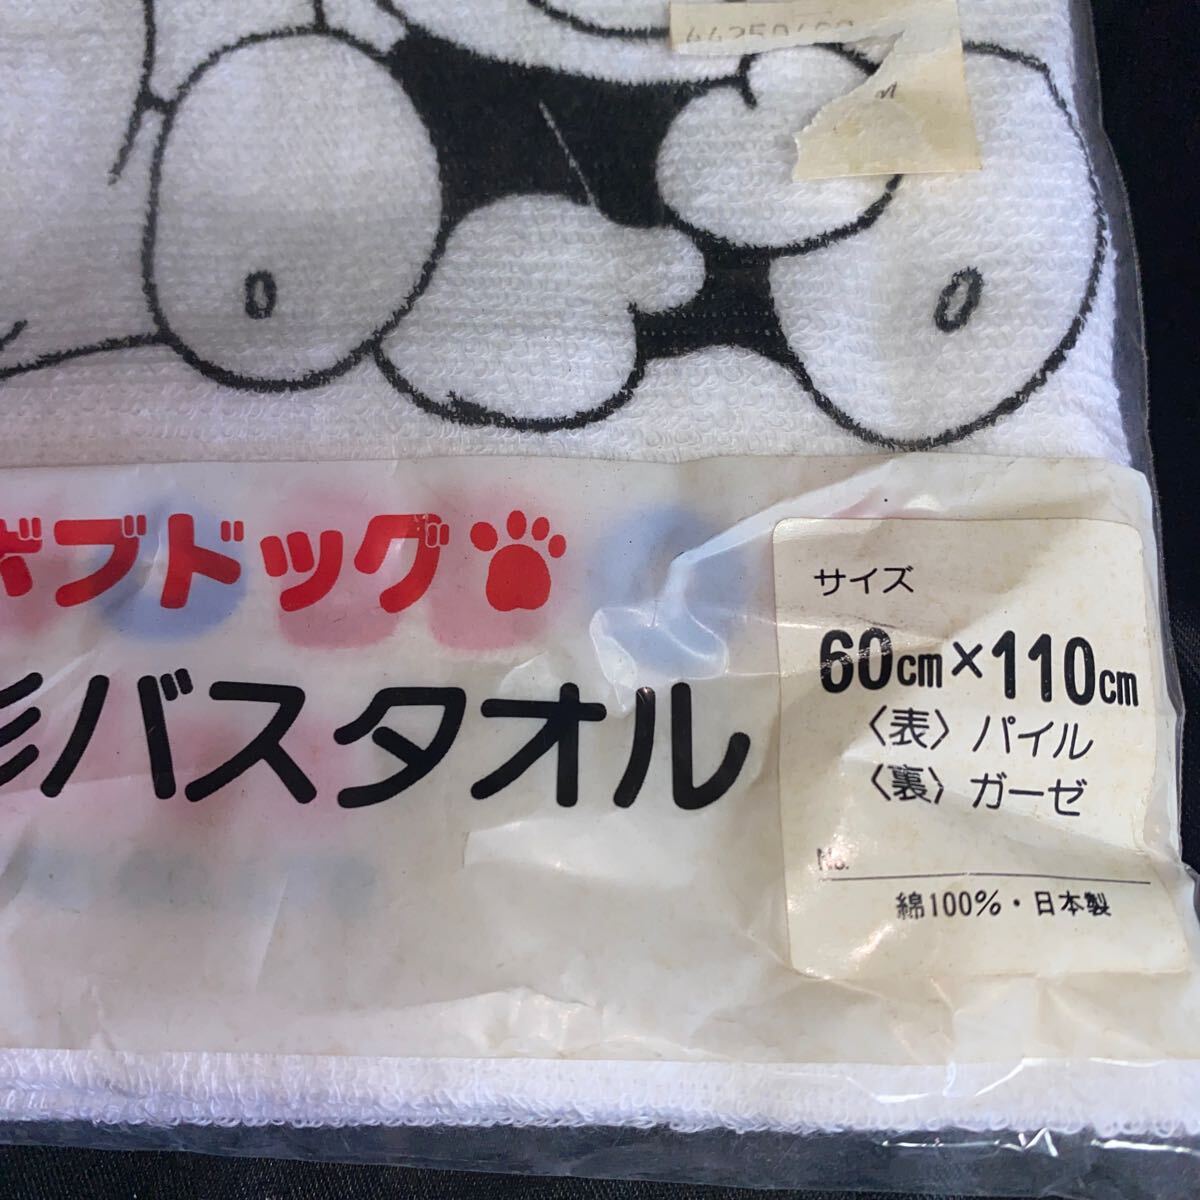 ボブドッグ
形バスタオル
サイズ
60cm×110cm
〈表〉パイル
〈裏〉ガーゼ
No.
綿100%・日本製